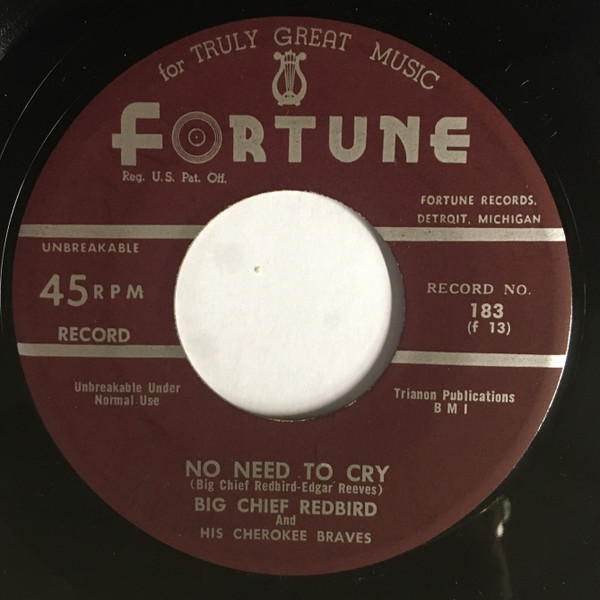 for TRULY GREAT MUSIC
FORTUNE
Reg. U.S. Pat. Off.
FORTUNE RECORDS,
DETROIT, MICHIGAN
UNBREAKABLE
45 RPM
RECORD
RECORD NO.
183
(f 13)
Unbreakable Under
Normal Use
Trianon Publications
BMI
NO NEED TO CRY
(Big Chief Redbird-Edgar Reeves)
BIG CHIEF REDBIRD
And
HIS CHEROKEE BRAVES